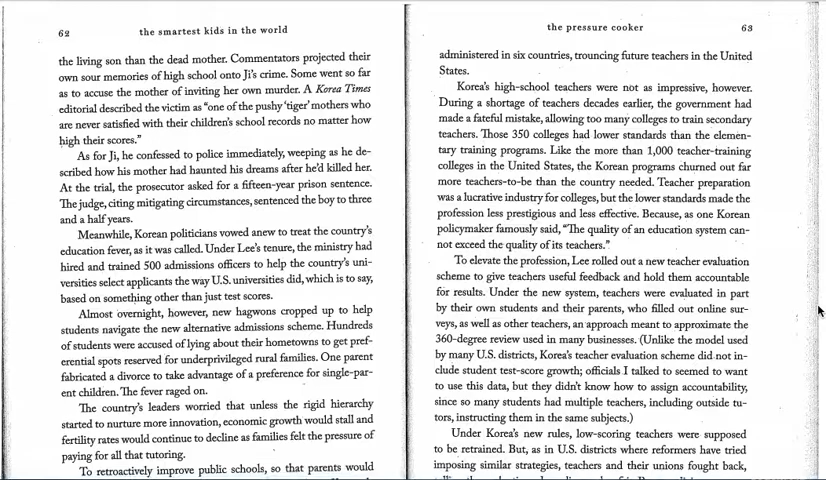 62 the smartest kids in the world
the living son than the dead mother. Commentators projected their
own sour memories of high school onto Ji's crime. Some went so far
as to accuse the mother of inviting her own murder. A Korea Times
editorial described the victim as "one of the pushy 'tiger' mothers who
are never satisfied with their children's school records no matter how
high their scores."
As for Ji, he confessed to police immediately, weeping as he de-
scribed how his mother had haunted his dreams after he'd killed her.
At the trial, the prosecutor asked for a fifteen-year prison sentence.
The judge, citing mitigating circumstances, sentenced the boy to three
and a half years.
Meanwhile, Korean politicians vowed anew to treat the country's
education fever, as it was called. Under Lee's tenure, the ministry had
hired and trained 500 admissions officers to help the country's uni-
versities select applicants the way U.S. universities did, which is to say,
based on something other than just test scores.
Almost overnight, however, new hagwons cropped up to help
students navigate the new alternative admissions scheme. Hundreds
of students were accused of lying about their hometowns to get pref-
erential spots reserved for underprivileged rural families. One parent
fabricated a divorce to take advantage of a preference for single-par-
ent children. The fever raged on.
The country's leaders worried that unless the rigid hierarchy
started to nurture more innovation, economic growth would stall and
fertility rates would continue to decline as families felt the pressure of
paying for all that tutoring.
To retroactively improve public schools, so that parents would
the pressure cooker 63
administered in six countries, trouncing future teachers in the United
States.
Korea's high-school teachers were not as impressive, however.
During a shortage of teachers decades earlier, the government had
made a fateful mistake, allowing too many colleges to train secondary
teachers. Those 350 colleges had lower standards than the elemen-
tary training programs. Like the more than 1,000 teacher-training
colleges in the United States, the Korean programs churned out far
more teachers-to-be than the country needed. Teacher preparation
was a lucrative industry for colleges, but the lower standards made the
profession less prestigious and less effective. Because, as one Korean
policymaker famously said, "The quality of an education system can-
not exceed the quality of its teachers."
To elevate the profession, Lee rolled out a new teacher evaluation
scheme to give teachers useful feedback and hold them accountable
for results. Under the new system, teachers were evaluated in part
by their own students and their parents, who filled out online sur-
veys, as well as other teachers, an approach meant to approximate the
360-degree review used in many businesses. (Unlike the model used
by many U.S. districts, Korea's teacher evaluation scheme did not in-
clude student test-score growth; officials I talked to seemed to want
to use this data, but they didn't know how to assign accountability,
since so many students had multiple teachers, including outside tu-
tors, instructing them in the same subjects.)
Under Korea's new rules, low-scoring teachers were supposed
to be retrained. But, as in U.S. districts where reformers have tried
imposing similar strategies, teachers and their unions fought back,